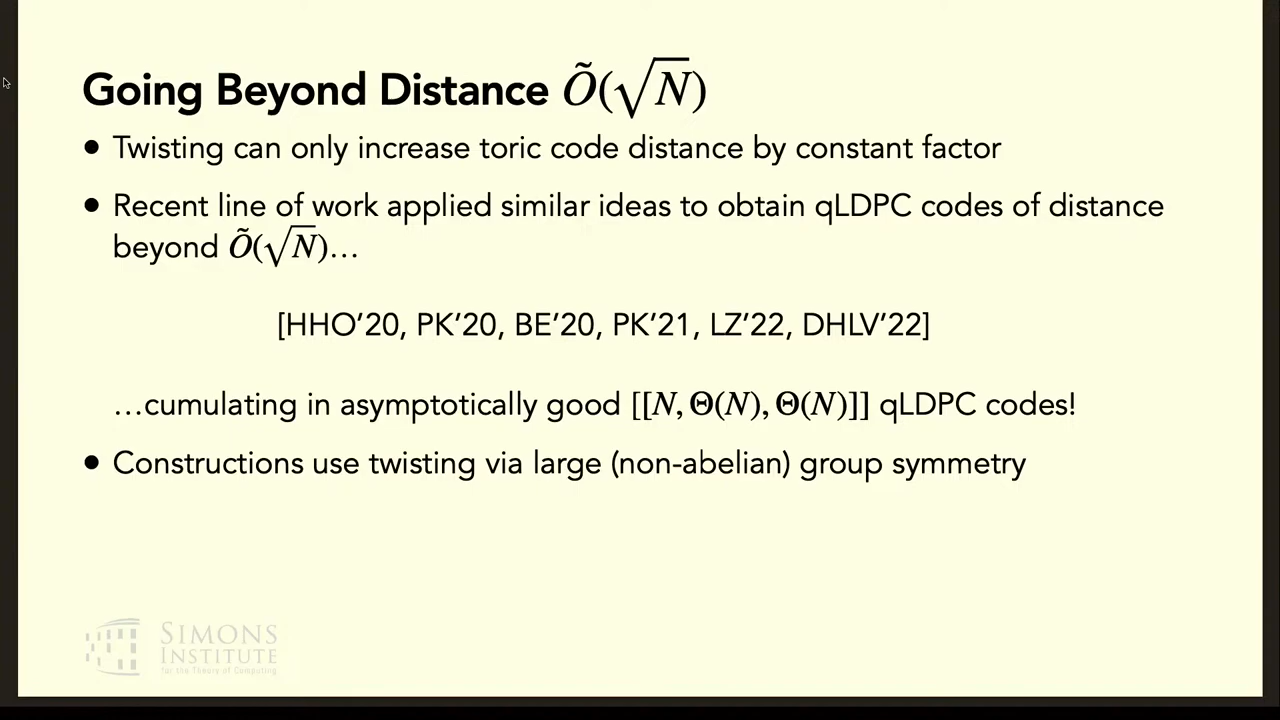 Going Beyond Distance Õ(√N)
• Twisting can only increase toric code distance by constant factor
• Recent line of work applied similar ideas to obtain qLDPC codes of distance
beyond Õ(√N)…
[HHO’20, PK’20, BE’20, PK’21, LZ’22, DHLV’22]
…cumulating in asymptotically good [[N, Θ(N), Θ(N)]] qLDPC codes!
• Constructions use twisting via large (non-abelian) group symmetry
SIMONS
INSTITUTE
for the Theory of Computing